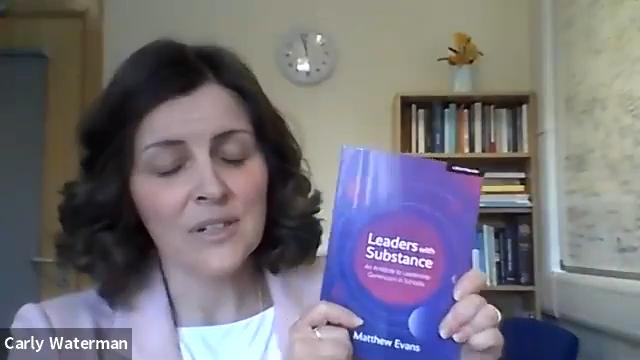 Leaders with
Substance
An Antidote to Leadership
Genericism in Schools
Matthew Evans
Carly Waterman